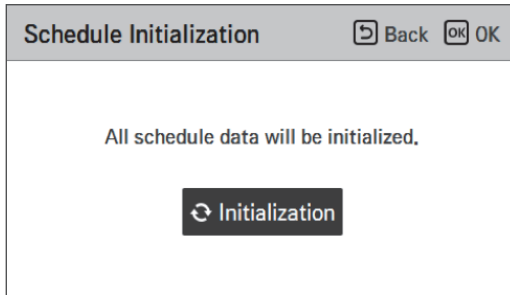 Schedule Initialization Back OK OK
All schedule data will be initialized.
Initialization